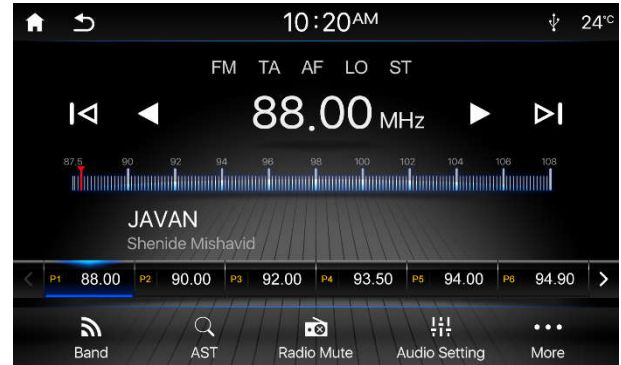 10:20AM 24°C
FM TA AF LO ST
88.00 MHz
87.5 90 92 94 96 98 100 102 104 106 108
JAVAN
Shenide Mishavid
P1 88.00 P2 90.00 P3 92.00 P4 93.50 P5 94.00 P6 94.90
Band AST Radio Mute Audio Setting More